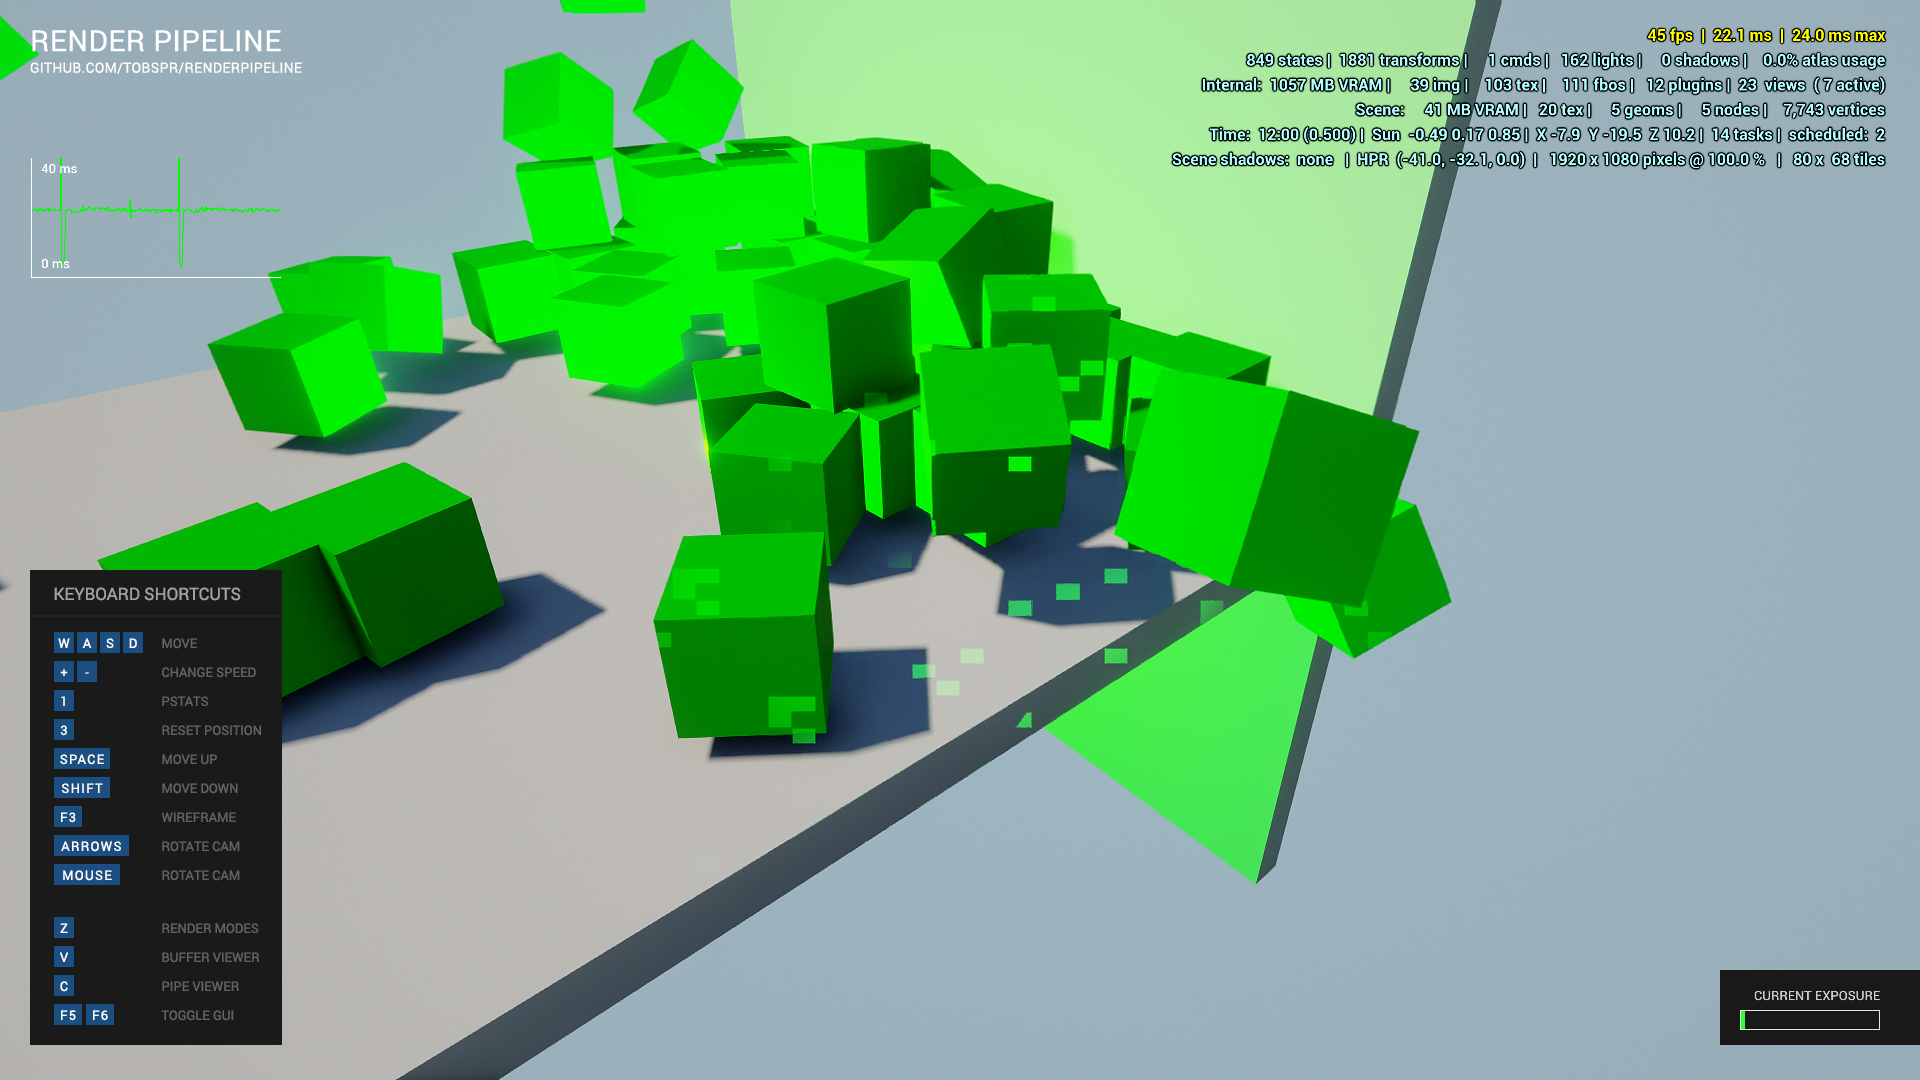 RENDER PIPELINE
GITHUB.COM/TOBSPR/RENDERPIPELINE
45 fps | 22.1 ms | 24.0 ms max
849 states | 1881 transforms | 1 cmds | 162 lights | 0 shadows | 0.0% atlas usage
Internal: 1057 MB VRAM | 39 img | 103 tex | 111 fbos | 12 plugins | 23 views ( 7 active)
Scene: 41 MB VRAM | 20 tex | 5 geoms | 5 nodes | 7,743 vertices
Time: 12:00 (0.500) | Sun -0.49 0.17 0.85 | X -7.9 Y -19.5 Z 10.2 | 14 tasks | scheduled: 2
Scene shadows: none | HPR (-41.0, -32.1, 0.0) | 1920 x 1080 pixels @ 100.0 % | 80 x 68 tiles
40 ms
0 ms
KEYBOARD SHORTCUTS
W A S D MOVE
+ - CHANGE SPEED
1 PSTATS
3 RESET POSITION
SPACE MOVE UP
SHIFT MOVE DOWN
F3 WIREFRAME
ARROWS ROTATE CAM
MOUSE ROTATE CAM
Z RENDER MODES
V BUFFER VIEWER
C PIPE VIEWER
F5 F6 TOGGLE GUI
CURRENT EXPOSURE